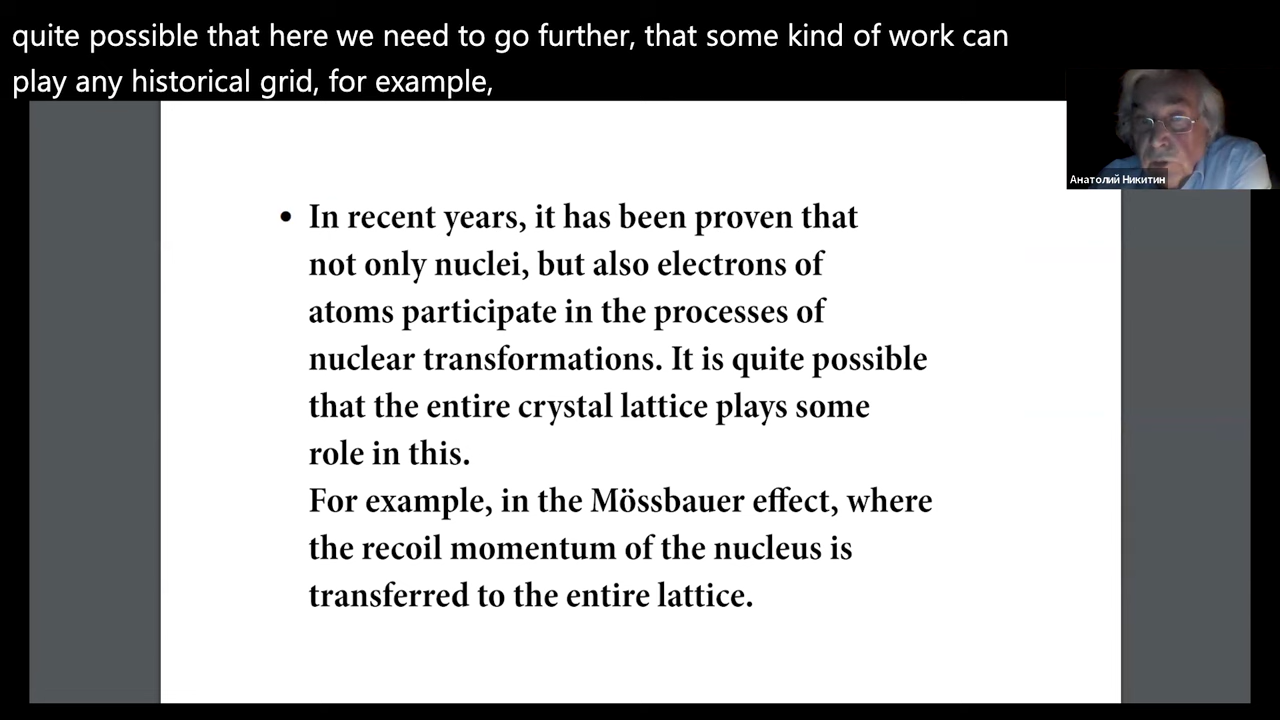 quite possible that here we need to go further, that some kind of work can
play any historical grid, for example,
Анатолий Никитин
• In recent years, it has been proven that
not only nuclei, but also electrons of
atoms participate in the processes of
nuclear transformations. It is quite possible
that the entire crystal lattice plays some
role in this.
For example, in the Mössbauer effect, where
the recoil momentum of the nucleus is
transferred to the entire lattice.